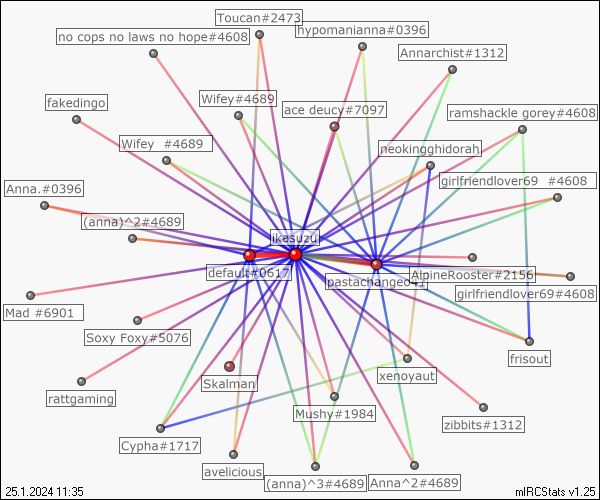 Toucan#2473
no cops no laws no hope#4608
hypomanianna#0396
Annarchist#1312
fakedingo
Wifey#4689
ace deucy#7097
ramshackle gorey#4608
Wifey  #4689
neokingghidorah
Anna.#0396
girlfriendlover69  #4608
(anna)^2#4689
ikasuzu
default#0617
pastachanged
AlpineRooster#2156
girlfriendlover69#4608
Mad #6901
Soxy Foxy#5076
frisout
Skalman
xenoyaut
rattgaming
Mushy#1984
zibbits#1312
Cypha#1717
avelicious
(anna)^3#4689
Anna^2#4689
25.1.2024 11:35
mIRCStats v1.25